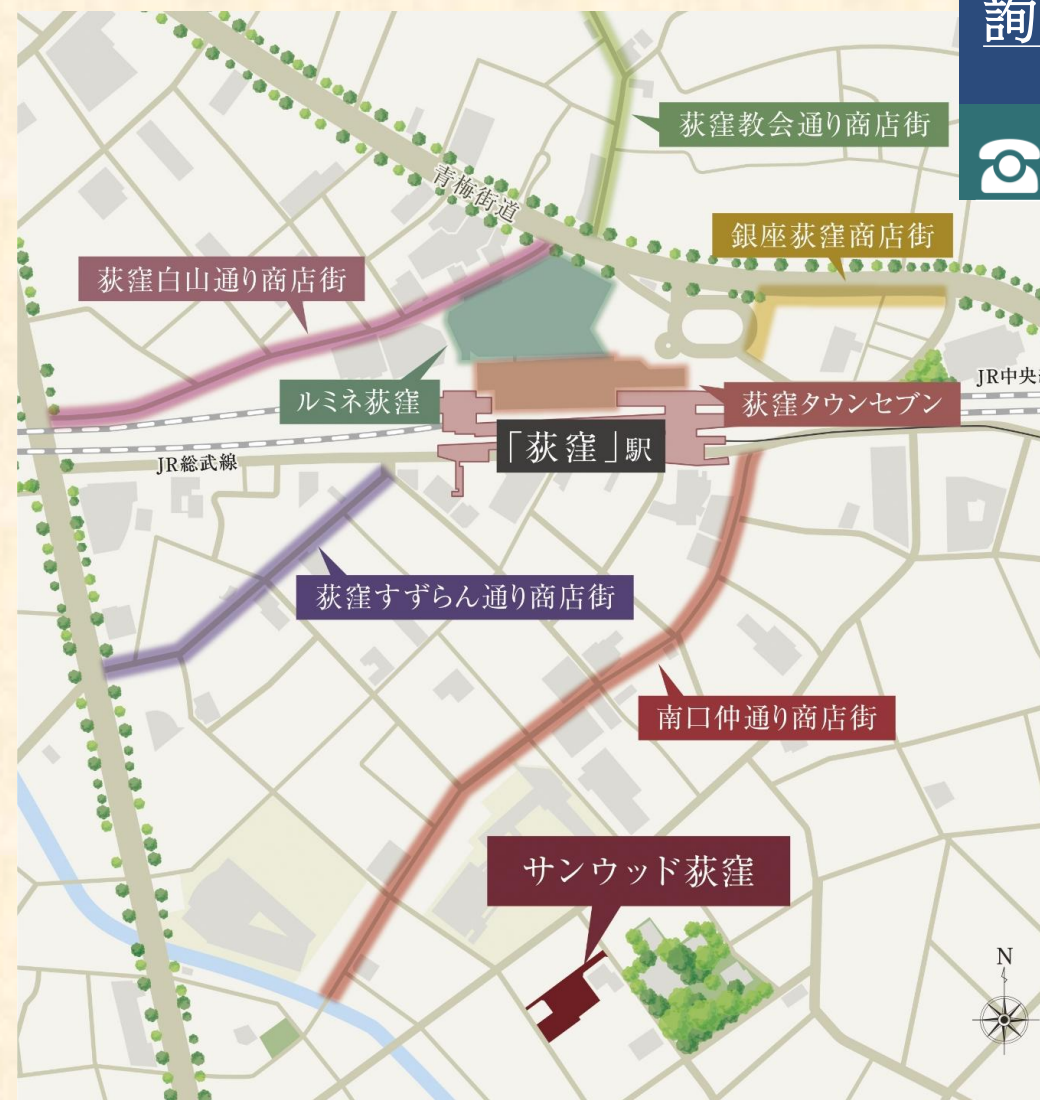 詢
荻窪教会通り商店街
青梅街道
銀座荻窪商店街
荻窪白山通り商店街
JR中央
ルミネ荻窪
荻窪タウンセブン
「荻窪」駅
JR総武線
荻窪すずらん通り商店街
南口仲通り商店街
サンウッド荻窪
N